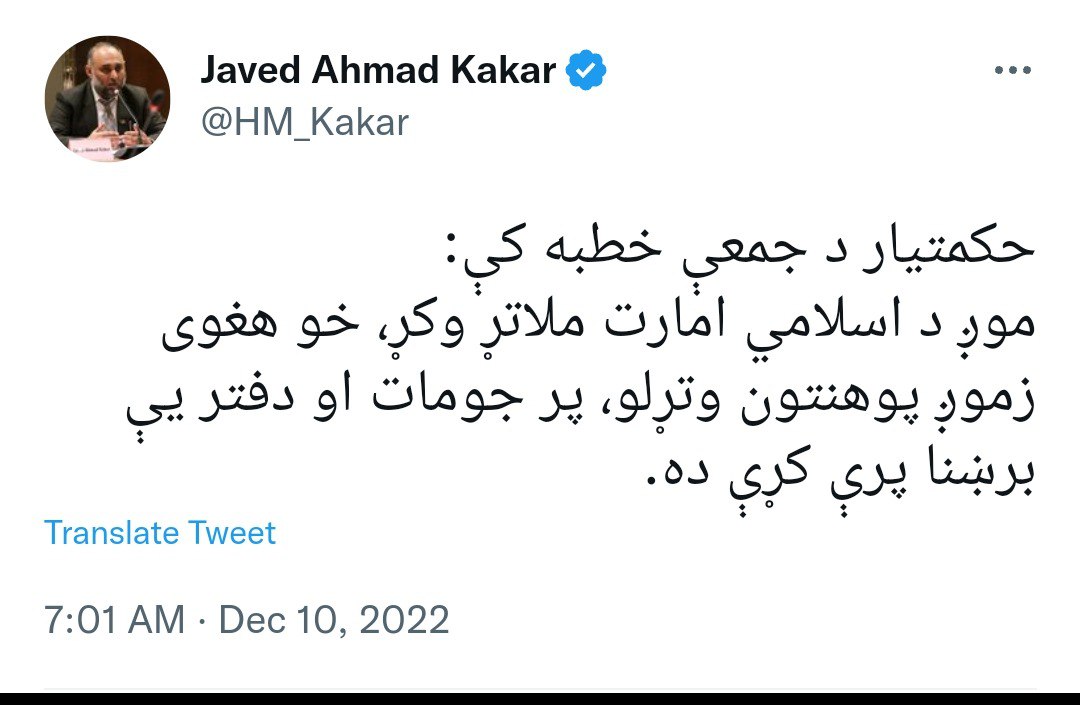 Javed Ahmad Kakar
@HM_Kakar
حکمتیار د جمعې خطبه کې:
موږ د اسلامي امارت ملاتړ وکړ، خو هغوی
زموږ پوهنتون وتړلو، پر جومات او دفتر یې
برښنا پرې کړې ده.
Translate Tweet
7:01 AM · Dec 10, 2022